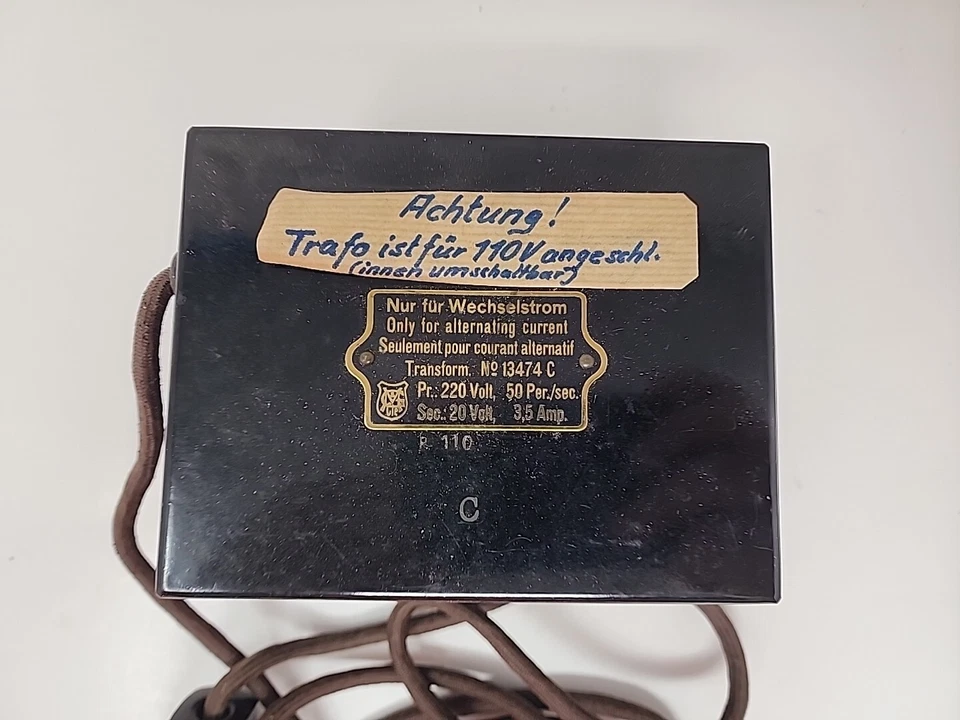 Achtung!
Trafo ist für 110V angeschl.
(innen umschaltbar)
Nur für Wechselstrom
Only for alternating current
Seulement pour courant alternatif
Transform. No 13474 C
Pr.: 220 Volt, 50 Per./sec.
Sec.: 20 Volt, 3,5 Amp.
110
C